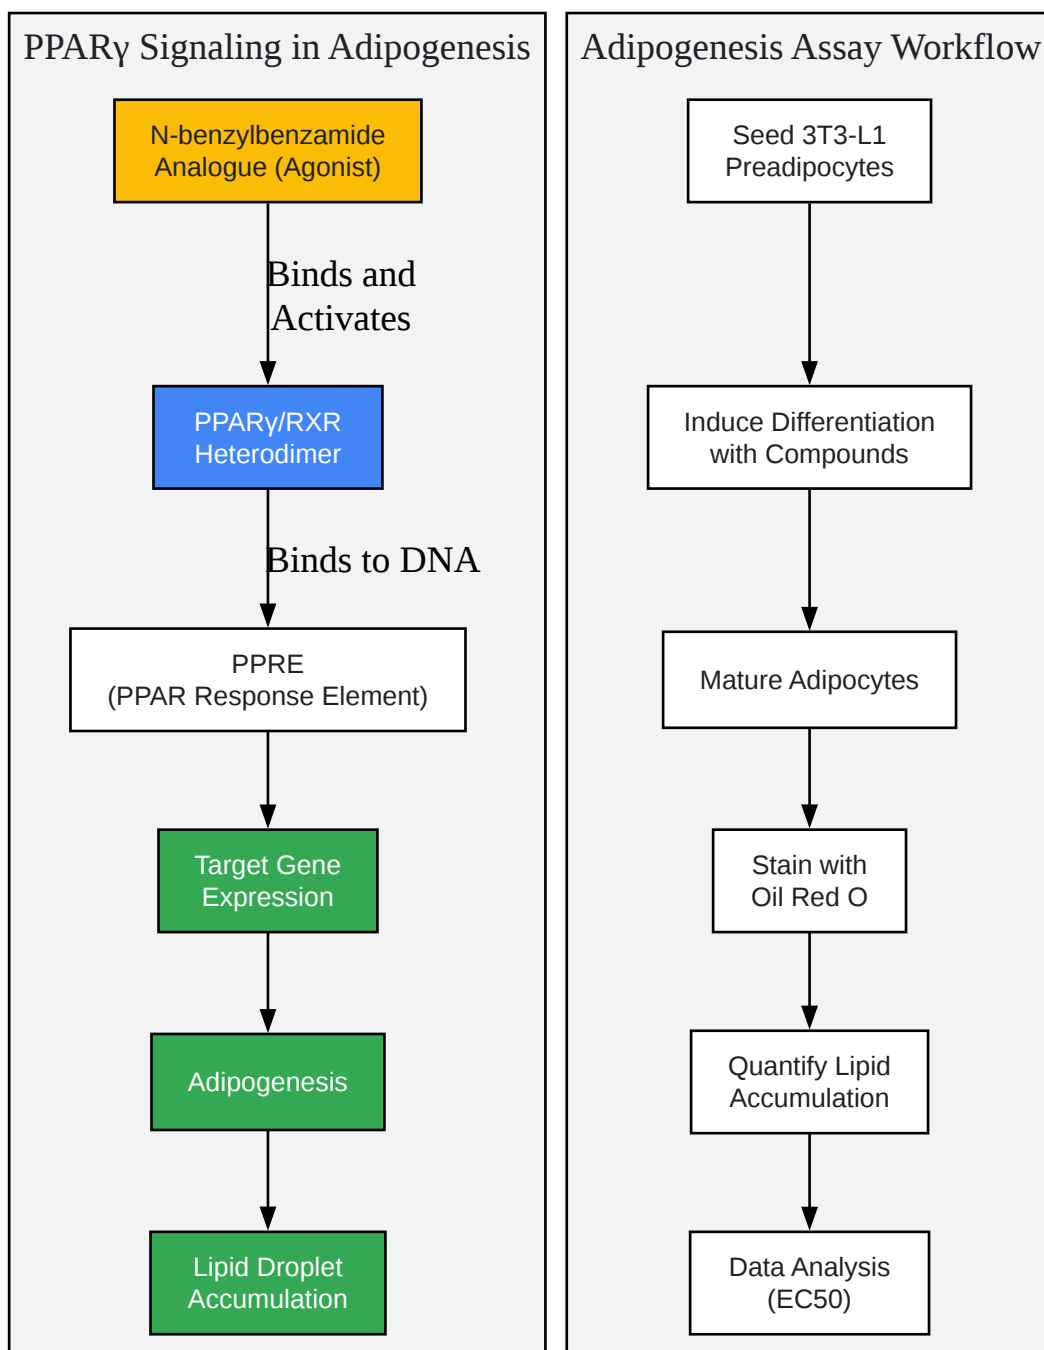 PPARγ Signaling in Adipogenesis
N-benzylbenzamide
Analogue (Agonist)
Binds and
Activates
PPARγ/RXR
Heterodimer
Binds to DNA
PPRE
(PPAR Response Element)
Target Gene
Expression
Adipogenesis
Lipid Droplet
Accumulation
Adipogenesis Assay Workflow
Seed 3T3-L1
Preadipocytes
Induce Differentiation
with Compounds
Mature Adipocytes
Stain with
Oil Red O
Quantify Lipid
Accumulation
Data Analysis
(EC50)